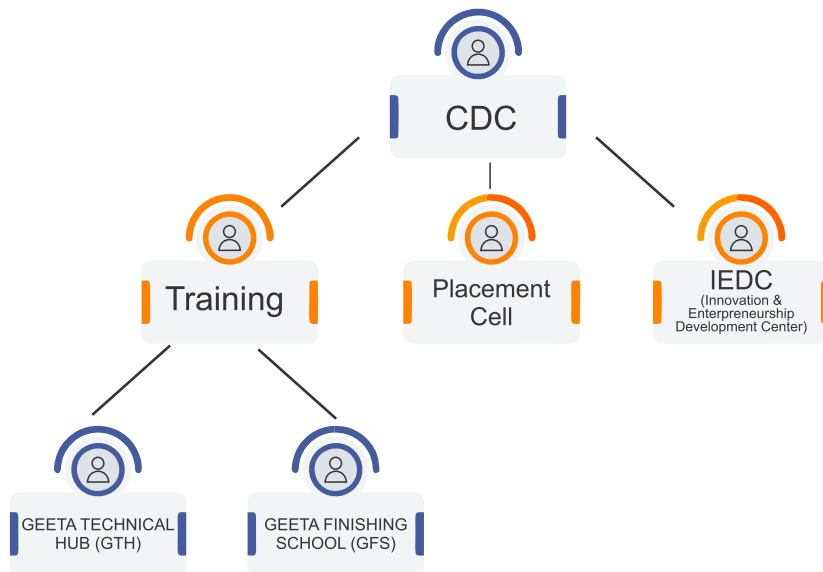 CDC
Training
Placement
Cell
IEDC
(Innovation &
Enterpreneurship
Development Center)
GEETA TECHNICAL
HUB (GTH)
GEETA FINISHING
SCHOOL (GFS)